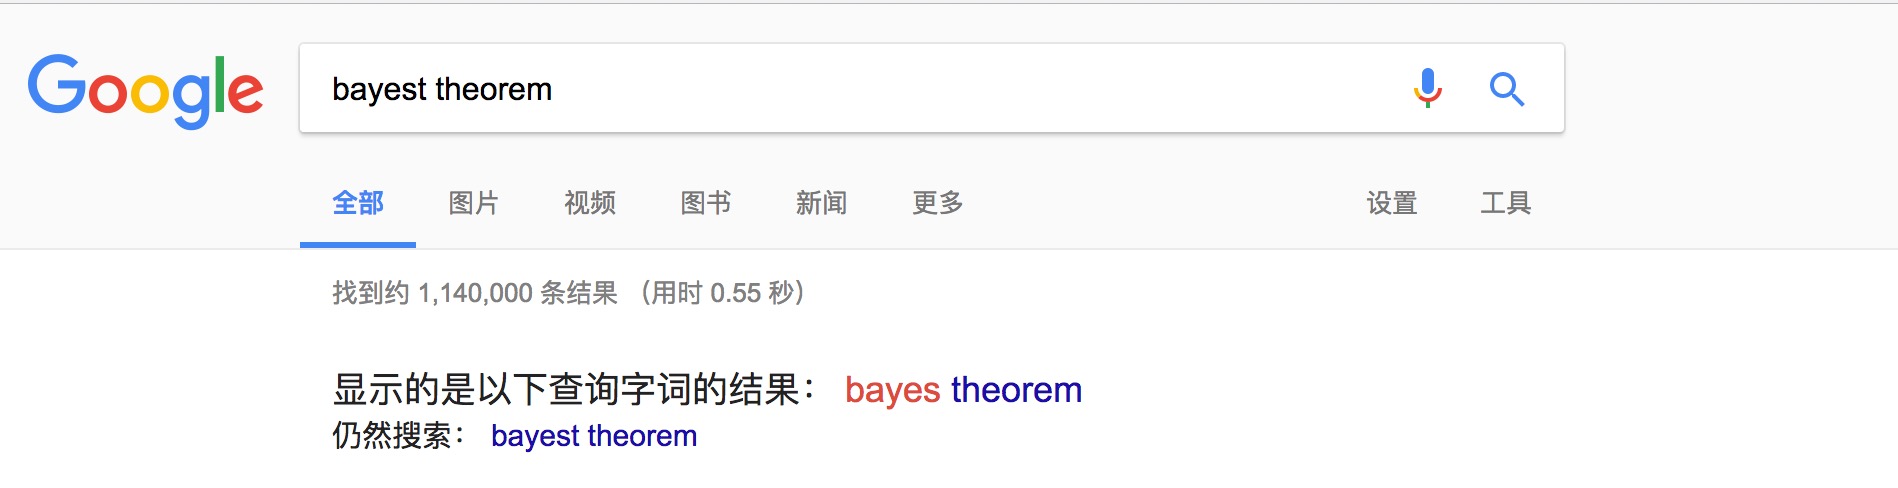 Google bayest theorem
全部 图片 视频 图书 新闻 更多 设置 工具
找到约 1,140,000 条结果 （用时 0.55 秒）
显示的是以下查询字词的结果： bayes theorem
仍然搜索： bayest theorem